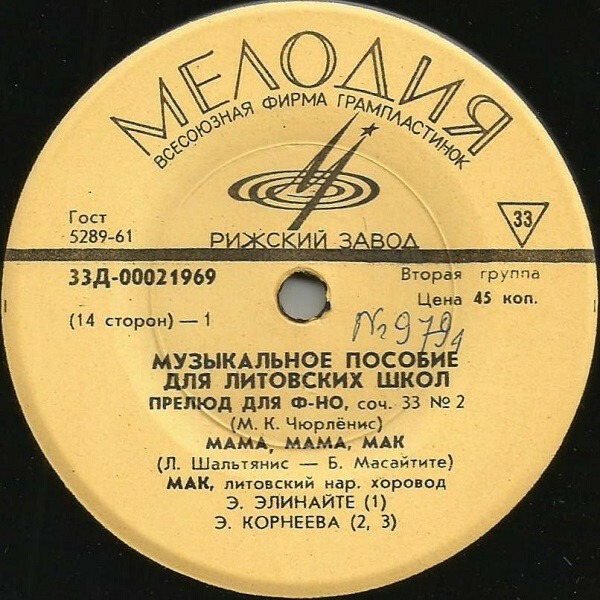 МЕЛОДИЯ
ВСЕСОЮЗНАЯ ФИРМА ГРАМПЛАСТИНОК
Гост
5289-61
33
РИЖСКИЙ ЗАВОД
33Д-00021969
Вторая группа
Цена 45 коп.
(14 сторон) — 1
№ 9794
МУЗЫКАЛЬНОЕ ПОСОБИЕ
ДЛЯ ЛИТОВСКИХ ШКОЛ
ПРЕЛЮД ДЛЯ Ф-НО, соч. 33 № 2
(М. К. Чюрлёнис)
МАМА, МАМА, МАК
(Л. Шальтянис — Б. Масайтите)
МАК, литовский нар. хоровод
Э. ЭЛИНАЙТЕ (1)
Э. КОРНЕЕВА (2, 3)